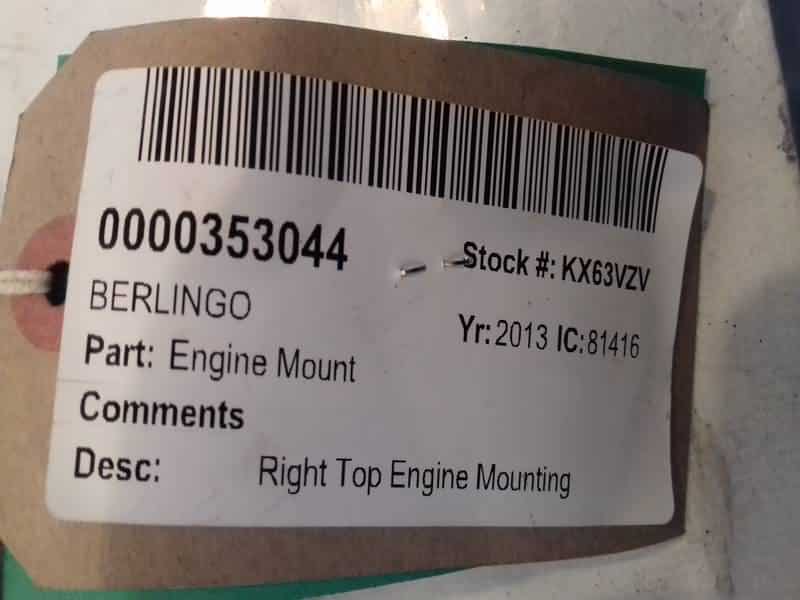 0000353044 Stock #: KX63VZV
BERLINGO
Yr: 2013 IC: 81416
Part: Engine Mount
Comments
Desc: Right Top Engine Mounting